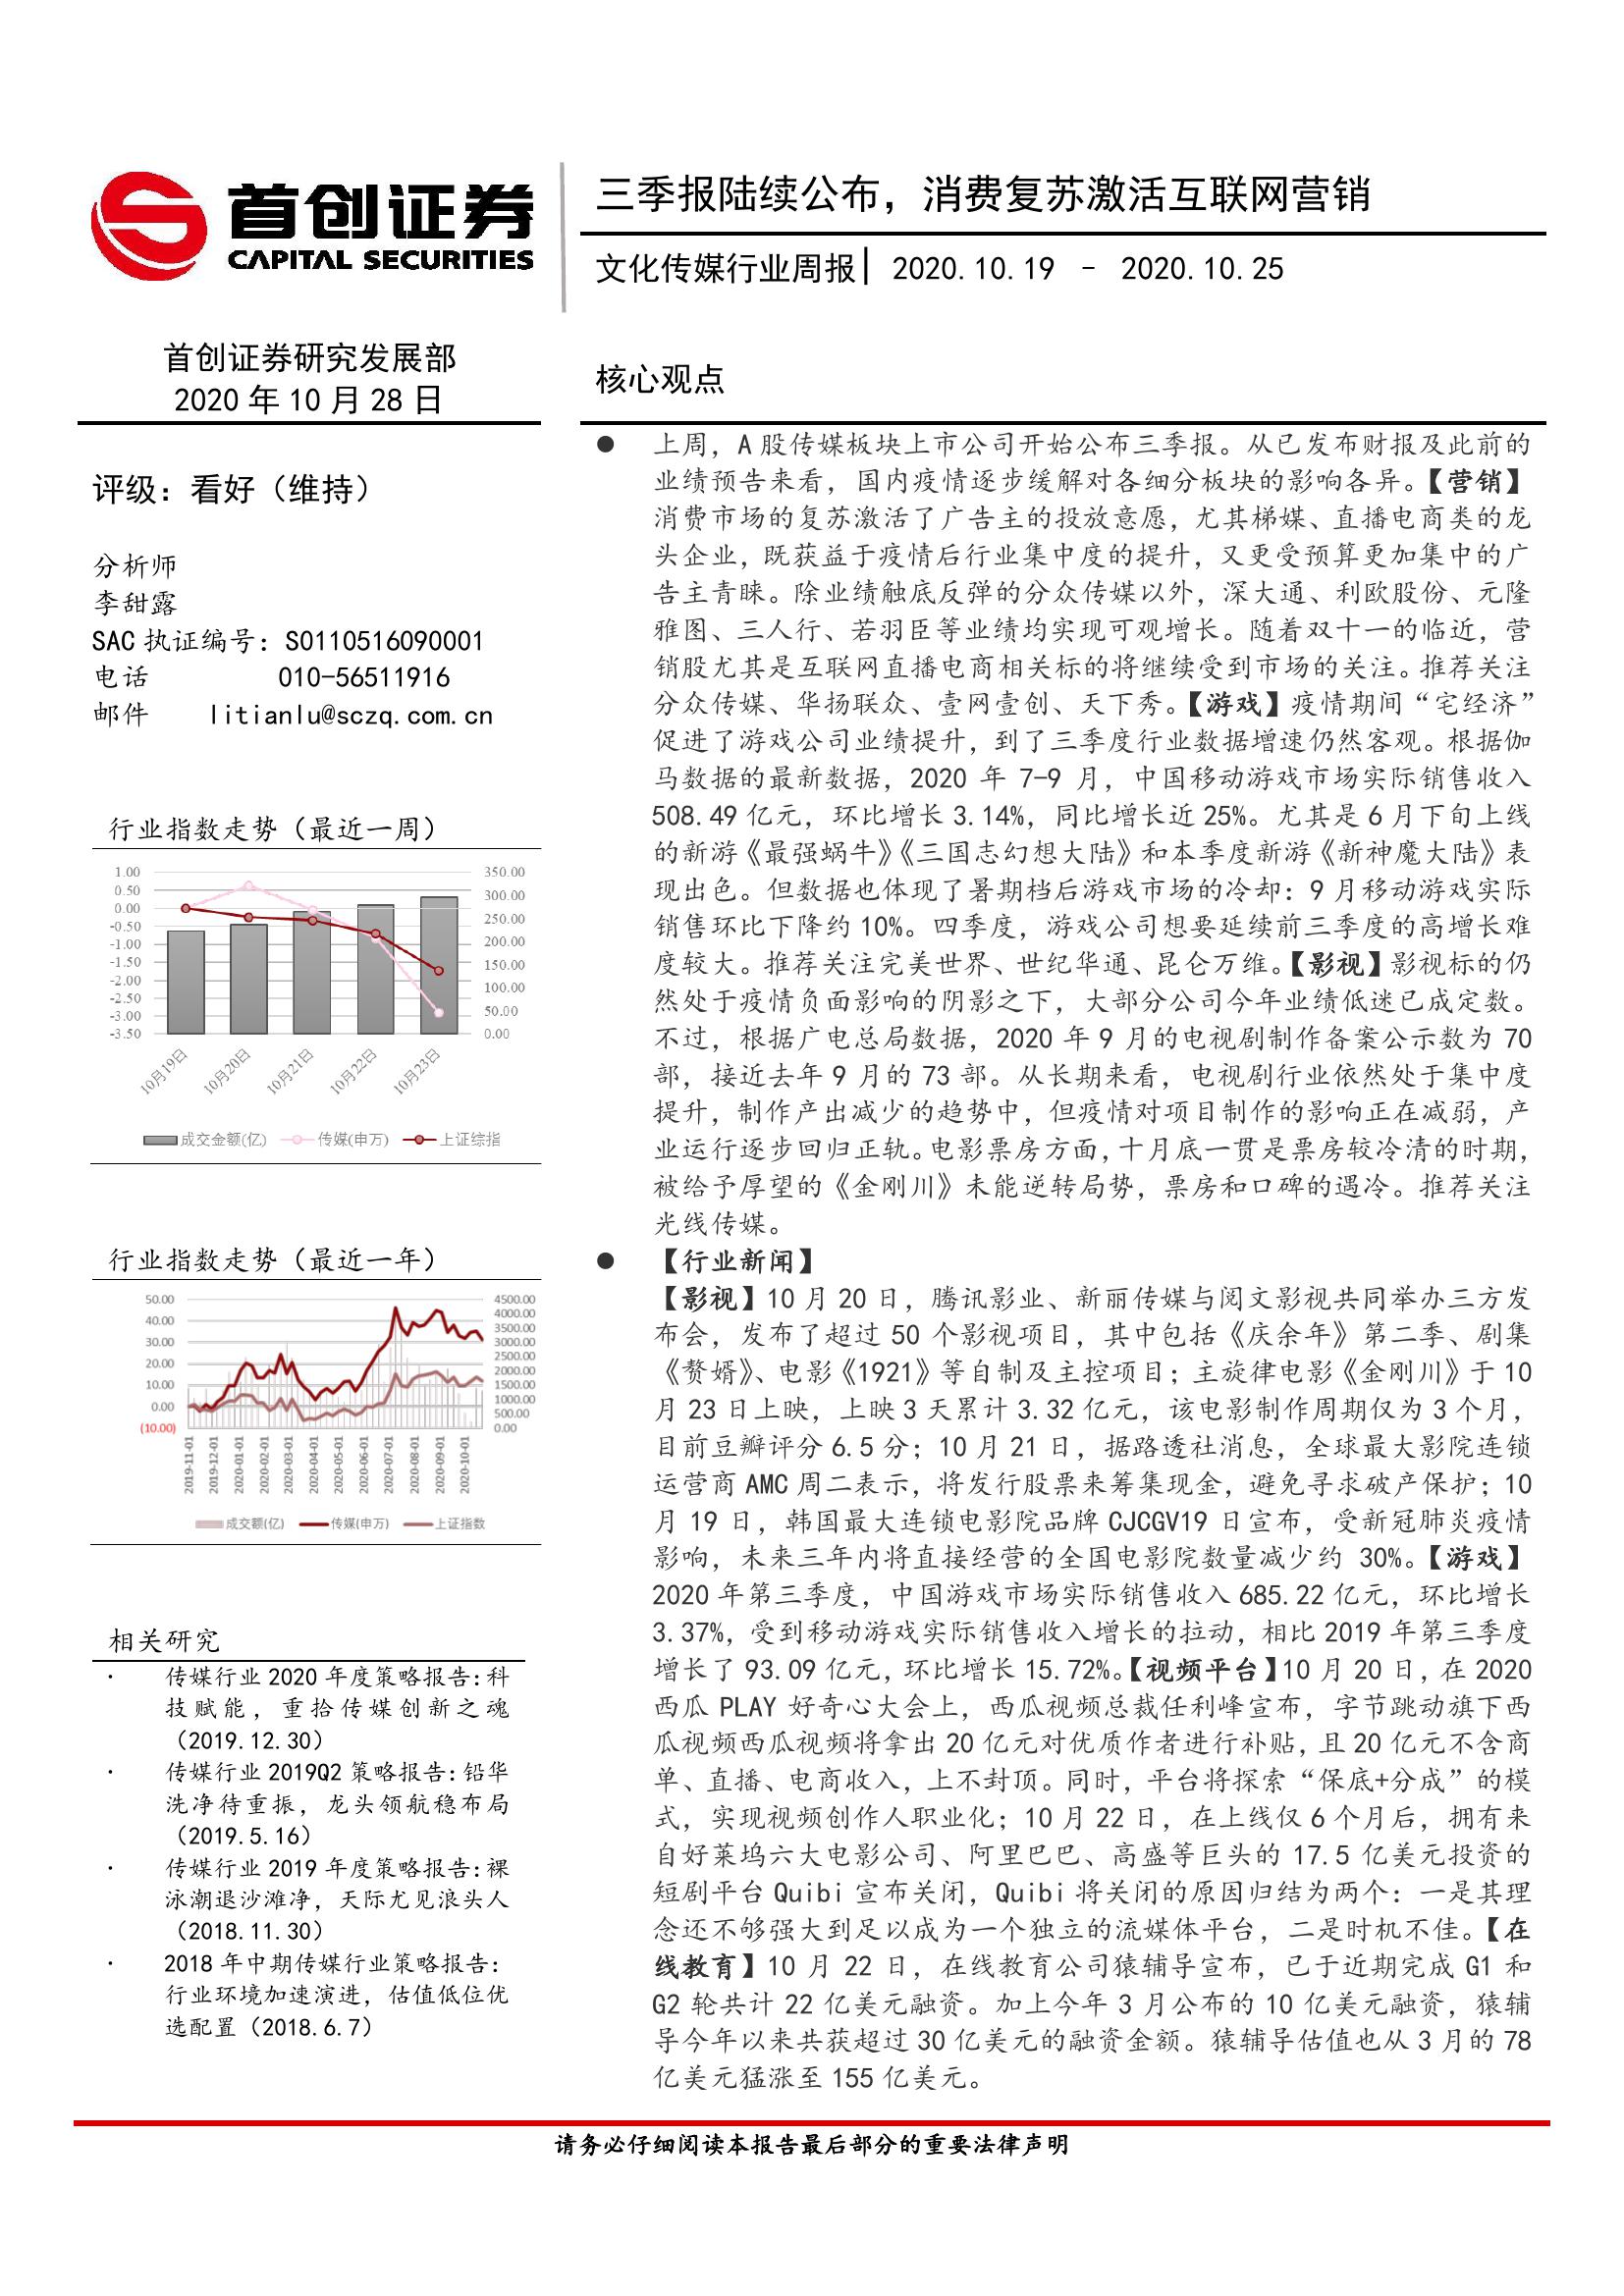 首创证券
CAPITAL SECURITIES
三季报陆续公布，消费复苏激活互联网营销
文化传媒行业周报| 2020.10.19 – 2020.10.25
首创证券研究发展部
2020 年 10 月 28 日
评级：看好（维持）
分析师
李甜露
SAC 执证编号：S0110516090001
电话 010-56511916
邮件 litianlu@sczq.com.cn
行业指数走势（最近一周）
1.00
0.50
0.00
-0.50
-1.00
-1.50
-2.00
-2.50
-3.00
-3.50
350.00
300.00
250.00
200.00
150.00
100.00
50.00
0.00
10月19日
10月20日
10月21日
10月22日
10月23日
成交金额(亿) 传媒(申万) 上证综指
行业指数走势（最近一年）
50.00
40.00
30.00
20.00
10.00
0.00
(10.00)
4500.00
4000.00
3500.00
3000.00
2500.00
2000.00
1500.00
1000.00
500.00
0.00
2019-11-01
2019-12-01
2020-01-01
2020-02-01
2020-03-01
2020-04-01
2020-05-01
2020-06-01
2020-07-01
2020-08-01
2020-09-01
2020-10-01
成交额(亿) 传媒(申万) 上证指数
相关研究
· 传媒行业 2020 年度策略报告：科
技赋能，重拾传媒创新之魂
（2019.12.30）
· 传媒行业 2019Q2 策略报告：铅华
洗净待重振，龙头领航稳布局
（2019.5.16）
· 传媒行业 2019 年度策略报告：裸
泳潮退沙滩净，天际尤见浪头人
（2018.11.30）
· 2018 年中期传媒行业策略报告：
行业环境加速演进，估值低位优
选配置（2018.6.7）
核心观点
● 上周，A 股传媒板块上市公司开始公布三季报。从已发布财报及此前的
业绩预告来看，国内疫情逐步缓解对各细分板块的影响各异。【营销】
消费市场的复苏激活了广告主的投放意愿，尤其梯媒、直播电商类的龙
头企业，既获益于疫情后行业集中度的提升，又更受预算更加集中的广
告主青睐。除业绩触底反弹的分众传媒以外，深大通、利欧股份、元隆
雅图、三人行、若羽臣等业绩均实现可观增长。随着双十一的临近，营
销股尤其是互联网直播电商相关标的将继续受到市场的关注。推荐关注
分众传媒、华扬联众、壹网壹创、天下秀。【游戏】疫情期间“宅经济”
促进了游戏公司业绩提升，到了三季度行业数据增速仍然客观。根据伽
马数据的最新数据，2020 年 7-9 月，中国移动游戏市场实际销售收入
508.49 亿元，环比增长 3.14%，同比增长近 25%。尤其是 6 月下旬上线
的新游《最强蜗牛》《三国志幻想大陆》和本季度新游《新神魔大陆》表
现出色。但数据也体现了暑期档后游戏市场的冷却：9 月移动游戏实际
销售环比下降约 10%。四季度，游戏公司想要延续前三季度的高增长难
度较大。推荐关注完美世界、世纪华通、昆仑万维。【影视】影视标的仍
然处于疫情负面影响的阴影之下，大部分公司今年业绩低迷已成定数。
不过，根据广电总局数据，2020 年 9 月的电视剧制作备案公示数为 70
部，接近去年 9 月的 73 部。从长期来看，电视剧行业依然处于集中度
提升，制作产出减少的趋势中，但疫情对项目制作的影响正在减弱，产
业运行逐步回归正轨。电影票房方面，十月底一贯是票房较冷清的时期，
被给予厚望的《金刚川》未能逆转局势，票房和口碑的遇冷。推荐关注
光线传媒。
● 【行业新闻】
【影视】10 月 20 日，腾讯影业、新丽传媒与阅文影视共同举办三方发
布会，发布了超过 50 个影视项目，其中包括《庆余年》第二季、剧集
《赘婿》、电影《1921》等自制及主控项目；主旋律电影《金刚川》于 10
月 23 日上映，上映 3 天累计 3.32 亿元，该电影制作周期仅为 3 个月，
目前豆瓣评分 6.5 分；10 月 21 日，据路透社消息，全球最大影院连锁
运营商 AMC 周二表示，将发行股票来筹集现金，避免寻求破产保护；10
月 19 日，韩国最大连锁电影院品牌 CJCGV19 日宣布，受新冠肺炎疫情
影响，未来三年内将直接经营的全国电影院数量减少约 30%。【游戏】
2020 年第三季度，中国游戏市场实际销售收入 685.22 亿元，环比增长
3.37%，受到移动游戏实际销售收入增长的拉动，相比 2019 年第三季度
增长了 93.09 亿元，环比增长 15.72%。【视频平台】10 月 20 日，在 2020
西瓜 PLAY 好奇心大会上，西瓜视频总裁任利峰宣布，字节跳动旗下西
瓜视频西瓜视频将拿出 20 亿元对优质作者进行补贴，且 20 亿元不含商
单、直播、电商收入，上不封顶。同时，平台将探索“保底+分成”的模
式，实现视频创作人职业化；10 月 22 日，在上线仅 6 个月后，拥有来
自好莱坞六大电影公司、阿里巴巴、高盛等巨头的 17.5 亿美元投资的
短剧平台 Quibi 宣布关闭，Quibi 将关闭的原因归结为两个：一是其理
念还不够强大到足以成为一个独立的流媒体平台，二是时机不佳。【在
线教育】10 月 22 日，在线教育公司猿辅导宣布，已于近期完成 G1 和
G2 轮共计 22 亿美元融资。加上今年 3 月公布的 10 亿美元融资，猿辅
导今年以来共获超过 30 亿美元的融资金额。猿辅导估值也从 3 月的 78
亿美元猛涨至 155 亿美元。
请务必仔细阅读本报告最后部分的重要法律声明